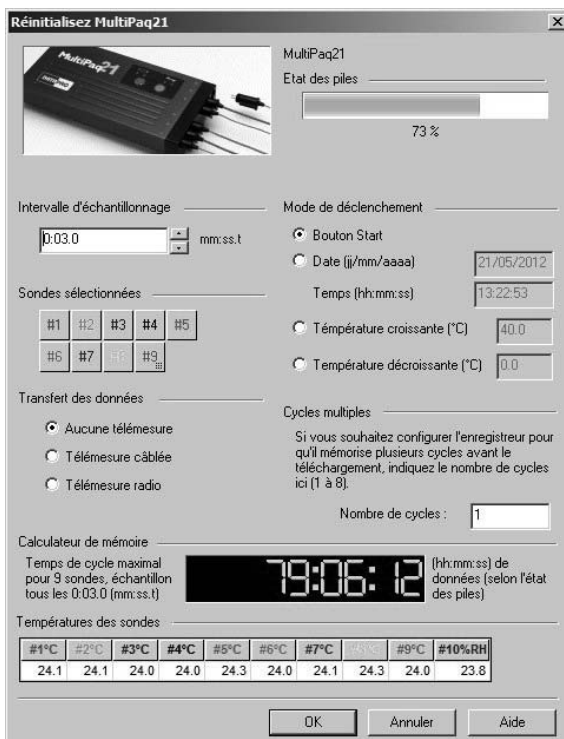 Réinitialisez MultiPaq21
MultiPaq21
MultiPaq21
Etat des piles
73 %
Intervalle d'échantillonnage
0:03.0
mm:ss.t
Sondes sélectionnées
#1 #2 #3 #4 #5
#6 #7 #9
Transfert des données
Aucune télémesure
Télémesure câblée
Télémesure radio
Mode de déclenchement
Bouton Start
Date (jj/mm/aaaa) 21/05/2012
Temps (hh:mm:ss) 13:22:53
Témpérature croissante (°C) 40.0
Température décroissante (°C) 0.0
Cycles multiples
Si vous souhaitez configurer l'enregistreur pour
qu'il mémorise plusieurs cycles avant le
téléchargement, indiquez le nombre de cycles
ici (1 à 8).
Nombre de cycles : 1
Calculateur de mémoire
Temps de cycle maximal
pour 9 sondes, échantillon
tous les 0:03.0 (mm:ss.t)
79:06:12
(hh:mm:ss) de
données (selon l'état
des piles)
Températures des sondes
#1°C #2°C #3°C #4°C #5°C #6°C #7°C #9°C #10%RH
24.1 24.1 24.0 24.0 24.3 24.0 24.1 24.3 24.0 23.8
OK Annuler Aide